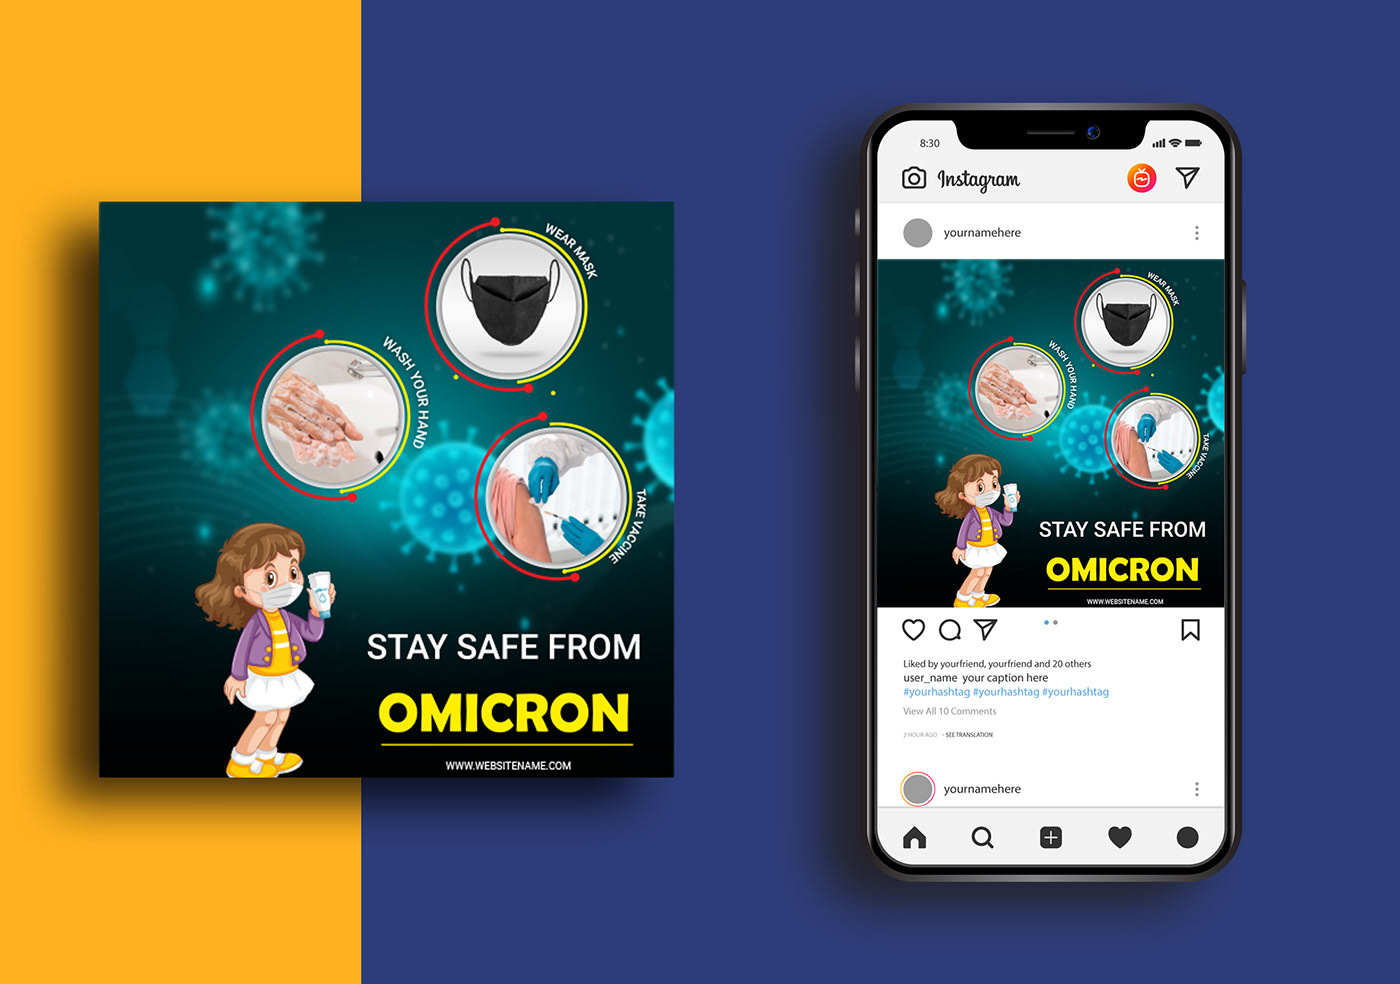 WEAR MASK
WASH YOUR HAND
TAKE VACCINE
STAY SAFE FROM
OMICRON
WWW.WEBSITENAME.COM
8:30
Instagram
yournamehere
WEAR MASK
WASH YOUR HAND
TAKE VACCINE
STAY SAFE FROM
OMICRON
WWW.WEBSITENAME.COM
Liked by yourfriend, yourfriend and 20 others
user_name your caption here
#yourhashtag #yourhashtag #yourhashtag
View All 10 Comments
2 HOUR AGO • SEE TRANSLATION
yournamehere